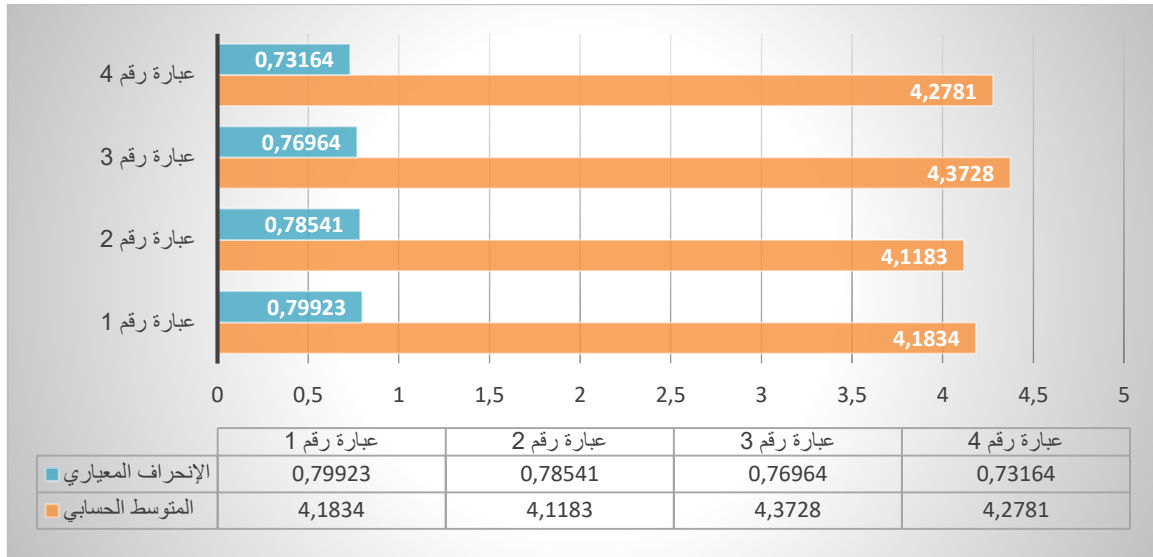 عبارة رقم 4
0,73164
4,2781
عبارة رقم 3
0,76964
4,3728
عبارة رقم 2
0,78541
4,1183
عبارة رقم 1
0,79923
4,1834
0 0,5 1 1,5 2 2,5 3 3,5 4 4,5 5
عبارة رقم 1 عبارة رقم 2 عبارة رقم 3 عبارة رقم 4
الإنحراف المعياري 0,79923 0,78541 0,76964 0,73164
المتوسط الحسابي 4,1834 4,1183 4,3728 4,2781